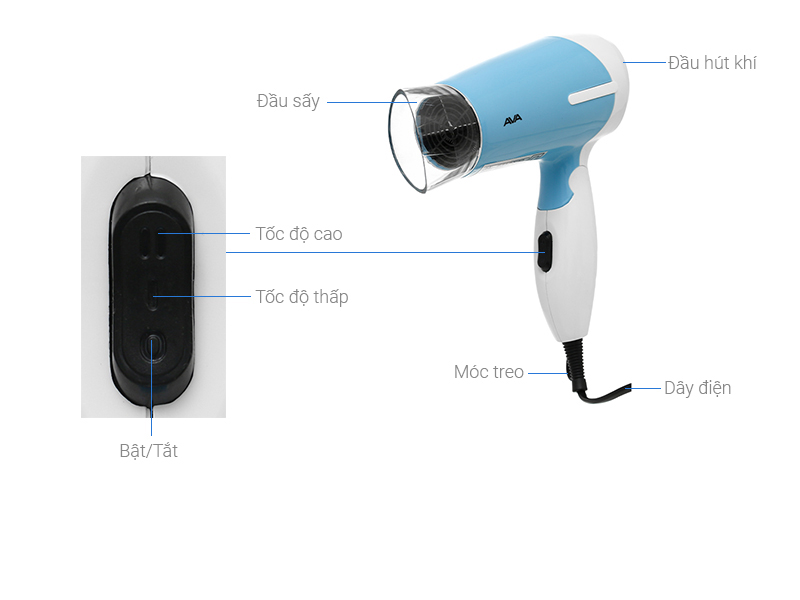 Đầu hút khí
Đầu sấy
AVA
Tốc độ cao
Tốc độ thấp
Móc treo
Dây điện
Bật/Tắt